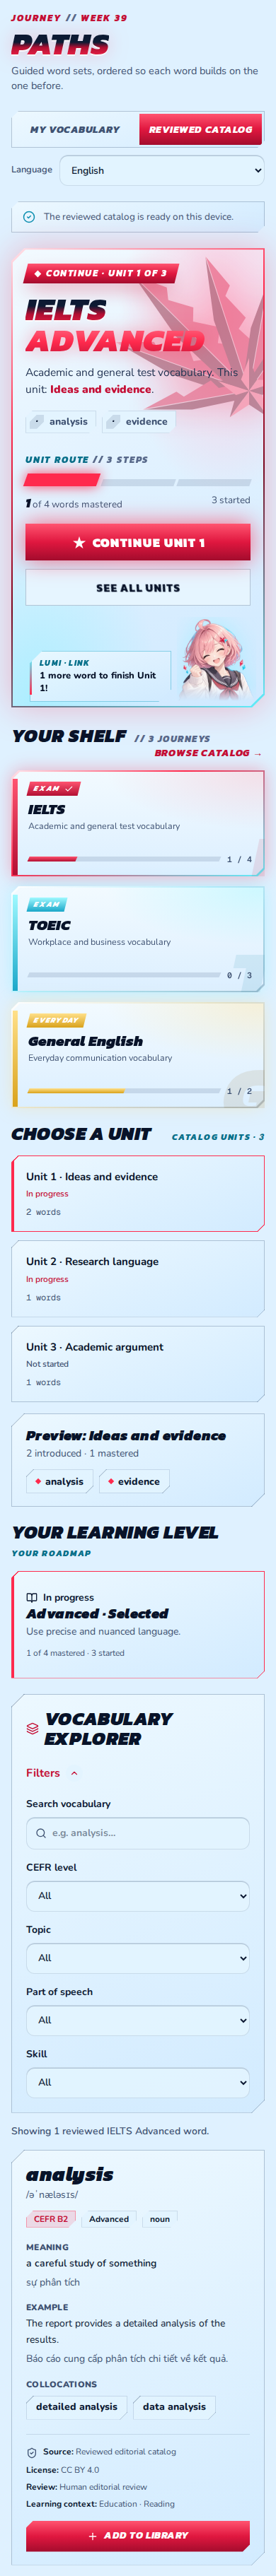 JOURNEY // WEEK 39
PATHS
Guided word sets, ordered so each word builds on the
one before.
MY VOCABULARY
REVIEWED CATALOG
Language
English
The reviewed catalog is ready on this device.
◆ CONTINUE · UNIT 1 OF 3
IELTS
ADVANCED
Academic and general test vocabulary. This
unit: Ideas and evidence.
analysis
evidence
UNIT ROUTE // 3 STEPS
1 of 4 words mastered
3 started
★ CONTINUE UNIT 1
SEE ALL UNITS
LUMI · LINK
1 more word to finish Unit
1!
YOUR SHELF // 3 JOURNEYS
BROWSE CATALOG →
EXAM ✓
IELTS
Academic and general test vocabulary
1 / 4
EXAM
TOEIC
Workplace and business vocabulary
0 / 3
EVERYDAY
General English
Everyday communication vocabulary
1 / 2
CHOOSE A UNIT
CATALOG UNITS · 3
Unit 1 · Ideas and evidence
In progress
2 words
Unit 2 · Research language
In progress
1 words
Unit 3 · Academic argument
Not started
1 words
Preview: Ideas and evidence
2 introduced · 1 mastered
◆ analysis
◆ evidence
YOUR LEARNING LEVEL
YOUR ROADMAP
In progress
Advanced · Selected
Use precise and nuanced language.
1 of 4 mastered · 3 started
VOCABULARY
EXPLORER
Filters
Search vocabulary
e.g. analysis...
CEFR level
All
Topic
All
Part of speech
All
Skill
All
Showing 1 reviewed IELTS Advanced word.
analysis
/əˈnæləsɪs/
CEFR B2
Advanced
noun
MEANING
a careful study of something
sự phân tích
EXAMPLE
The report provides a detailed analysis of the
results.
Báo cáo cung cấp phân tích chi tiết về kết quả.
COLLOCATIONS
detailed analysis
data analysis
Source: Reviewed editorial catalog
License: CC BY 4.0
Review: Human editorial review
Learning context: Education · Reading
+ ADD TO LIBRARY